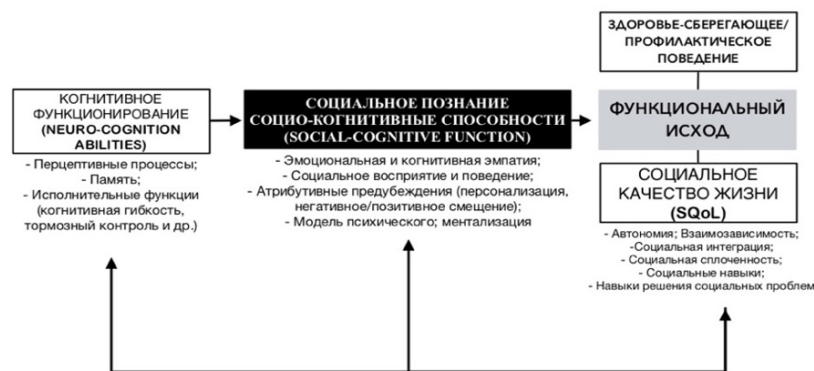 КОГНИТИВНОЕ
ФУНКЦИОНИРОВАНИЕ
(NEURO-COGNITION
ABILITIES)
- Перцептивные процессы;
- Память;
- Исполнительные функции
(когнитивная гибкость,
тормозный контроль и др.)
СОЦИАЛЬНОЕ ПОЗНАНИЕ
СОЦИО-КОГНИТИВНЫЕ СПОСОБНОСТИ
(SOCIAL-COGNITIVE FUNCTION)
- Эмоциональная и когнитивная эмпатия;
- Социальное восприятие и поведение;
- Атрибутивные предубеждения (персонализация,
негативное/позитивное смещение);
- Модель психического; ментализация
ЗДОРОВЬЕ-СБЕРЕГАЮЩЕЕ/
ПРОФИЛАКТИЧЕСКОЕ
ПОВЕДЕНИЕ
ФУНКЦИОНАЛЬНЫЙ
ИСХОД
СОЦИАЛЬНОЕ
КАЧЕСТВО ЖИЗНИ
(SQoL)
- Автономия; Взаимозависимость;
-Социальная интеграция;
- Социальная сплоченность;
- Социальные навыки;
- Навыки решения социальных проблем